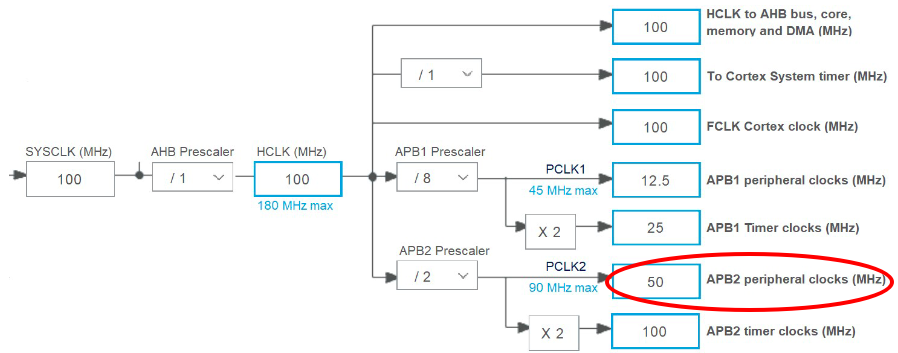 HCLK to AHB bus, core,
memory and DMA (MHz)
100
/ 1
100
To Cortex System timer (MHz)
100
FCLK Cortex clock (MHz)
SYSCLK (MHz)
AHB Prescaler
HCLK (MHz)
APB1 Prescaler
100
/ 1
100
180 MHz max
/ 8
PCLK1
45 MHz max
12.5
APB1 peripheral clocks (MHz)
X 2
25
APB1 Timer clocks (MHz)
APB2 Prescaler
/ 2
PCLK2
90 MHz max
50
APB2 peripheral clocks (MHz)
X 2
100
APB2 timer clocks (MHz)